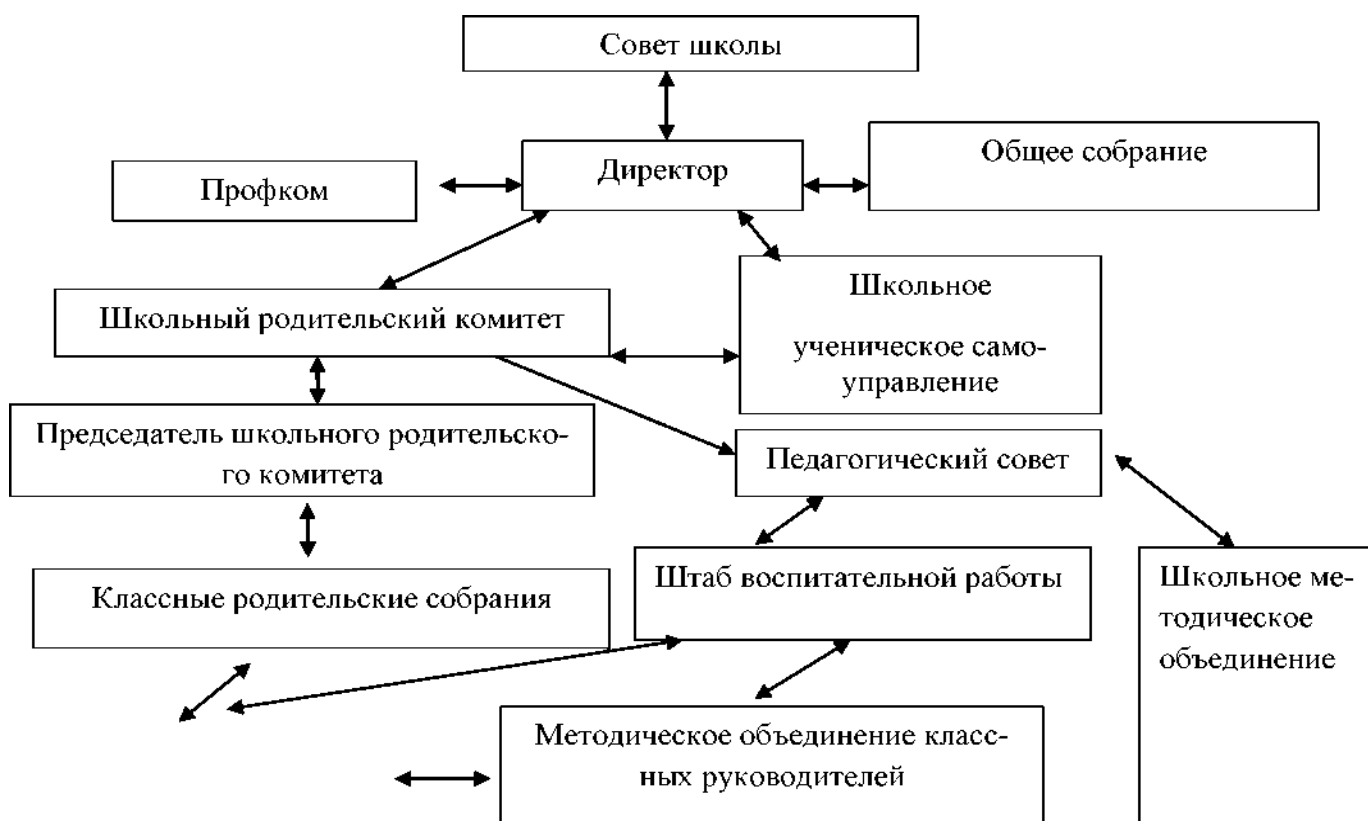 Совет школы
Общее собрание
Директор
Профком
Школьное
ученическое само-
управление
Школьный родительский комитет
Председатель школьного родительско-
го комитета
Педагогический совет
Классные родительские собрания
Штаб воспитательной работы
Школьное ме-
тодическое
объединение
Методическое объединение класс-
ных руководителей